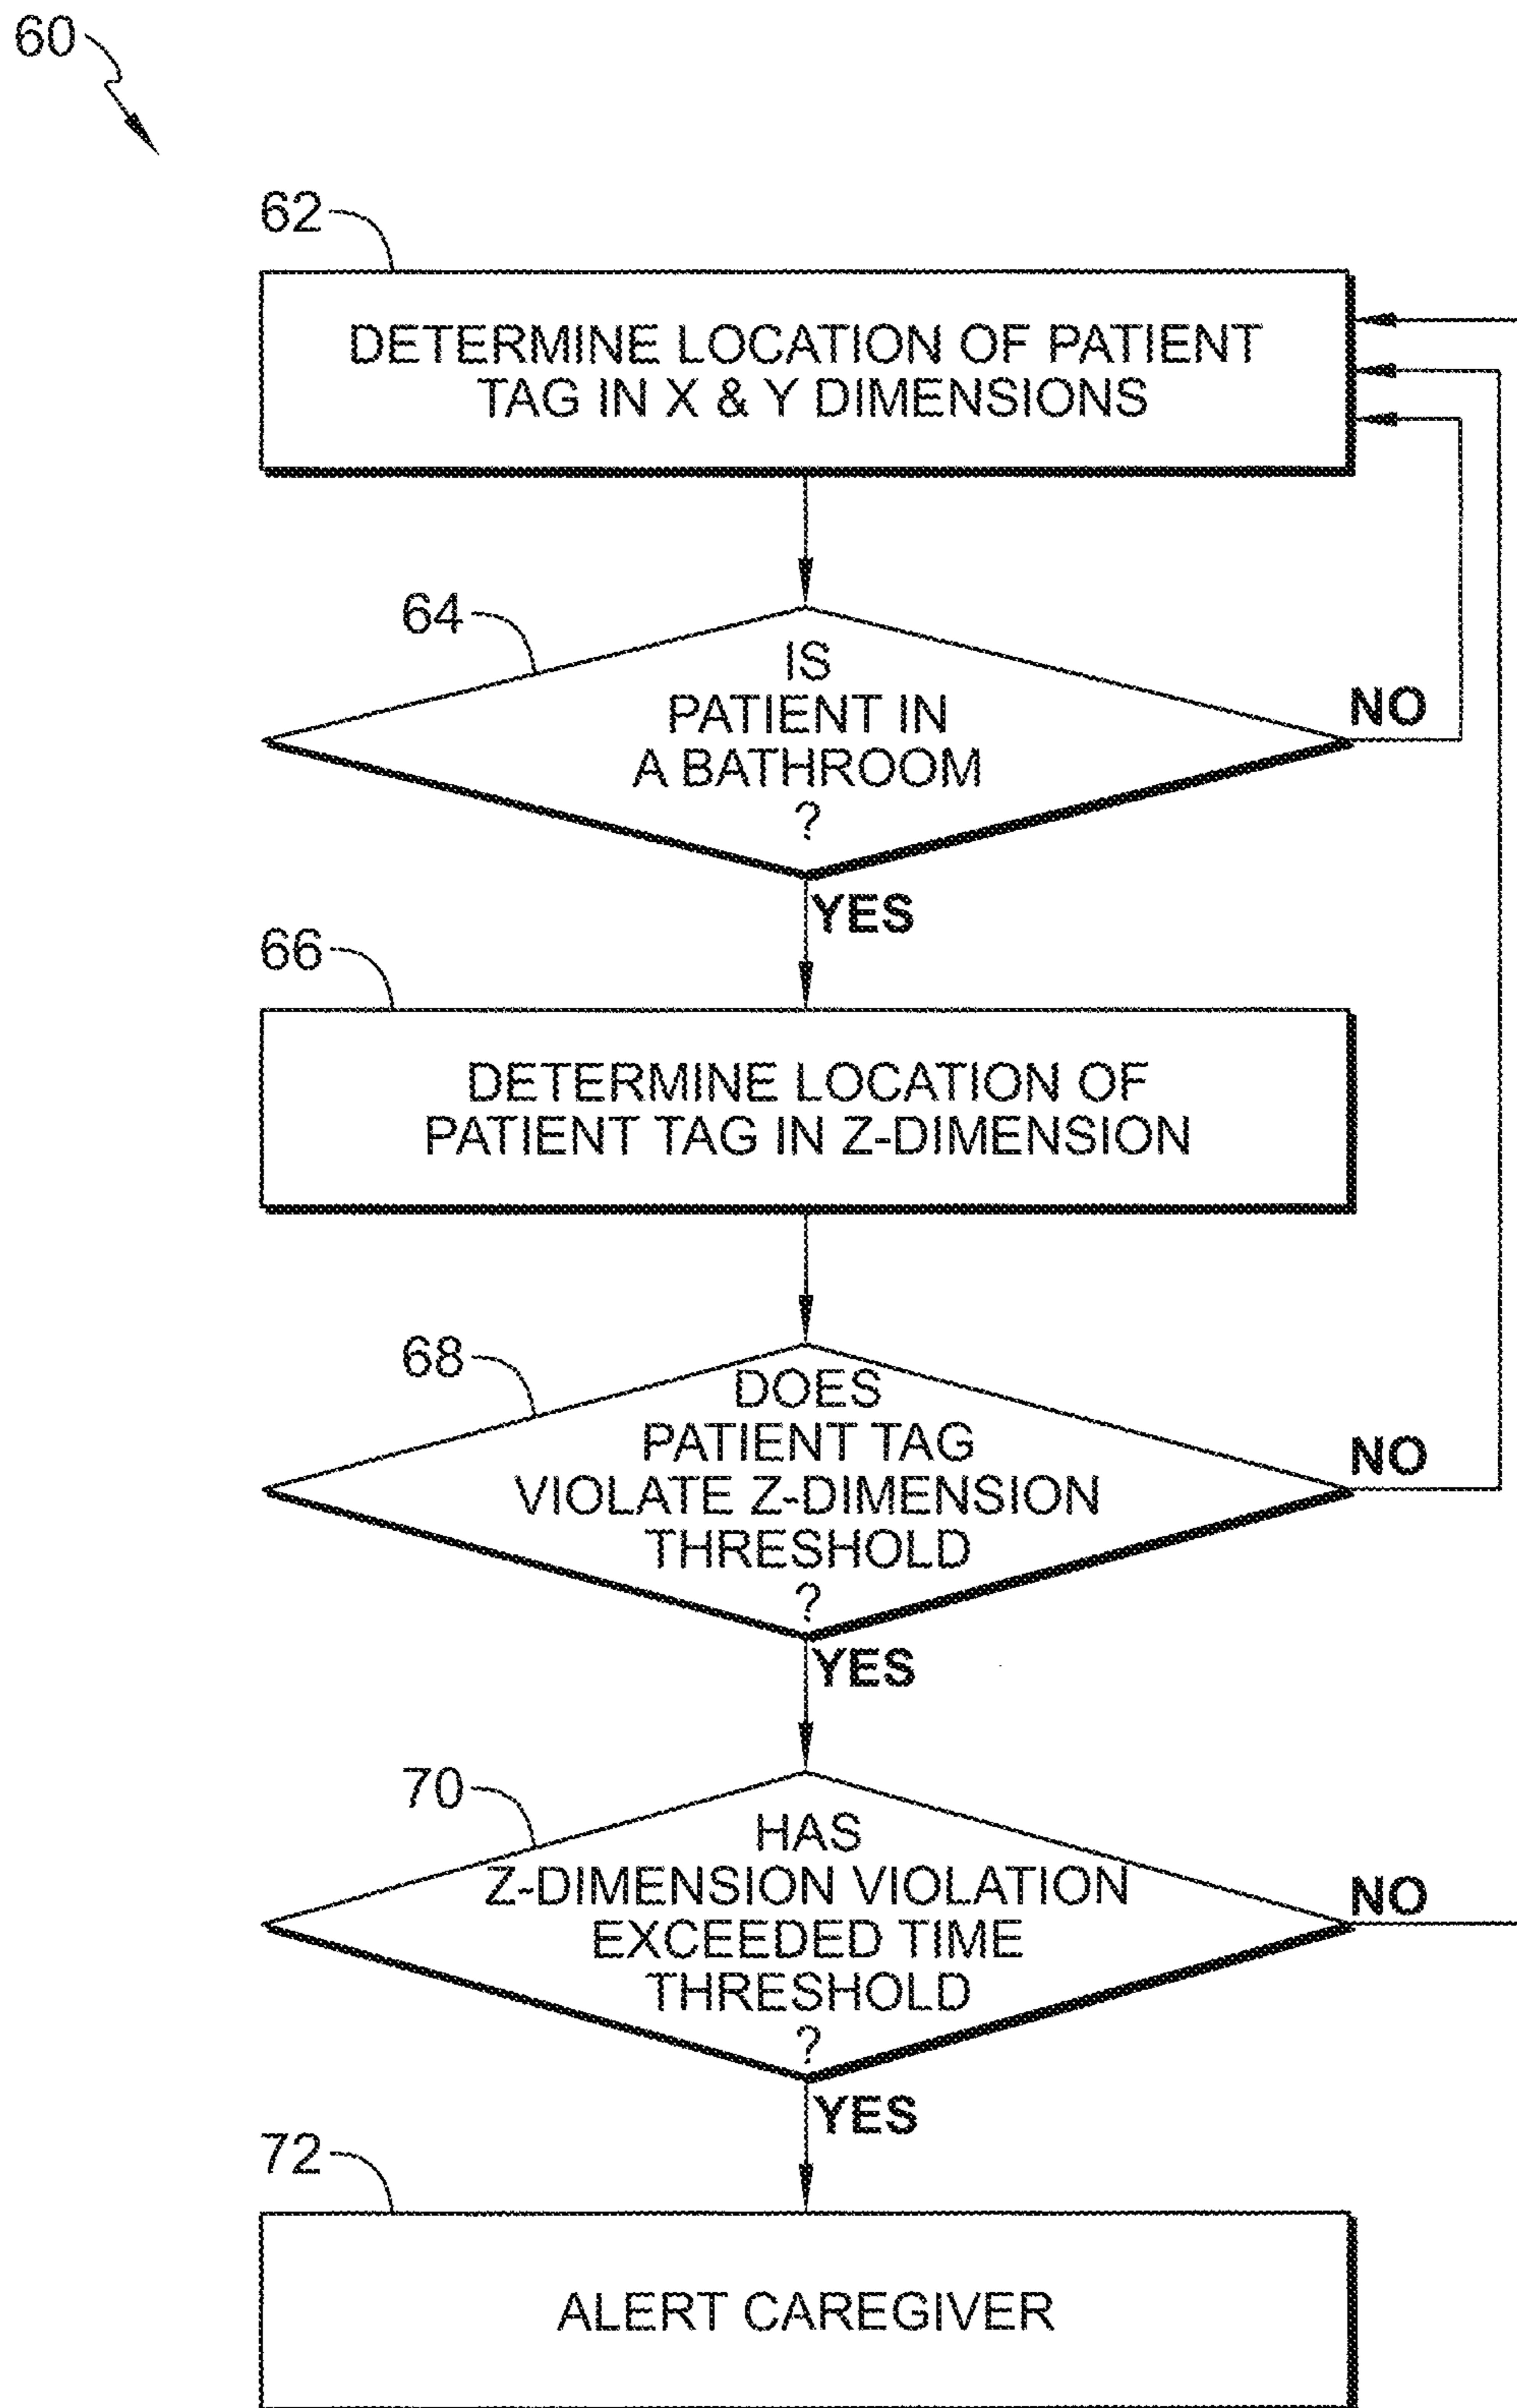 60
62
DETERMINE LOCATION OF PATIENT
TAG IN X & Y DIMENSIONS
64
IS
PATIENT IN
A BATHROOM
?
NO
YES
66
DETERMINE LOCATION OF
PATIENT TAG IN Z-DIMENSION
68
DOES
PATIENT TAG
VIOLATE Z-DIMENSION
THRESHOLD
?
NO
YES
70
HAS
Z-DIMENSION VIOLATION
EXCEEDED TIME
THRESHOLD
?
NO
YES
72
ALERT CAREGIVER